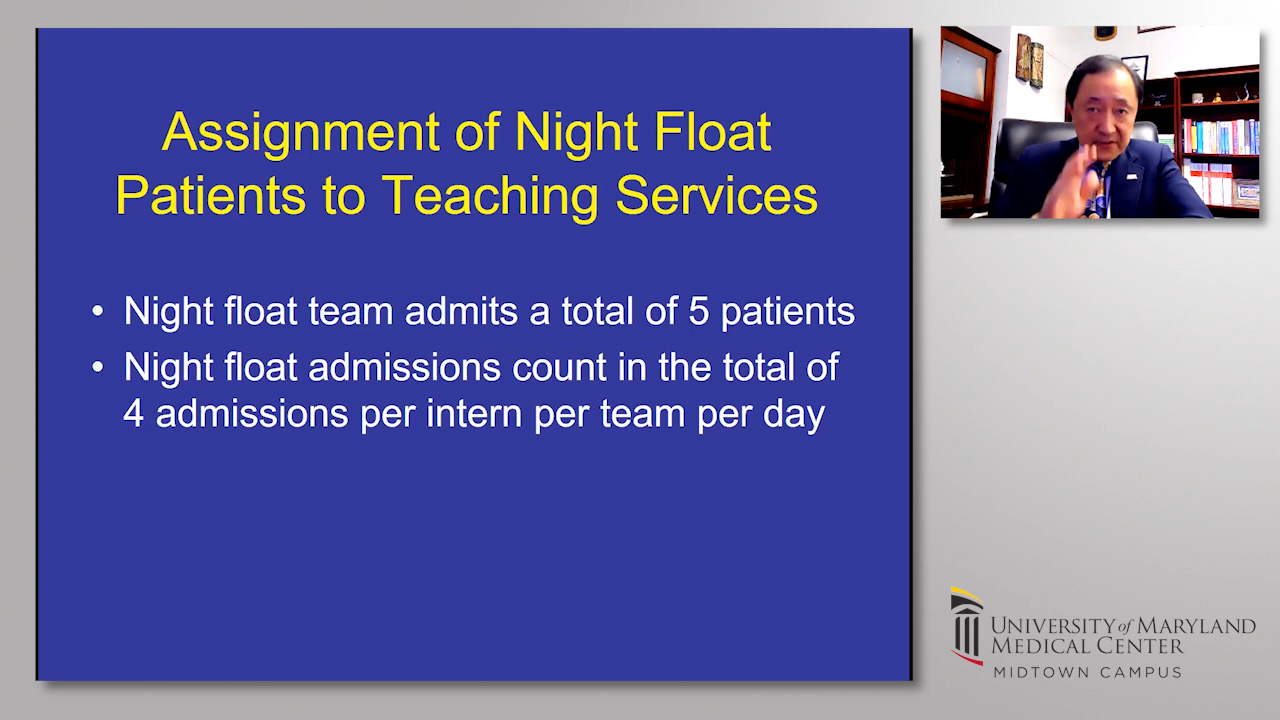 Assignment of Night Float
Patients to Teaching Services
• Night float team admits a total of 5 patients
• Night float admissions count in the total of
4 admissions per intern per team per day
UNIVERSITY of MARYLAND
MEDICAL CENTER
MIDTOWN CAMPUS